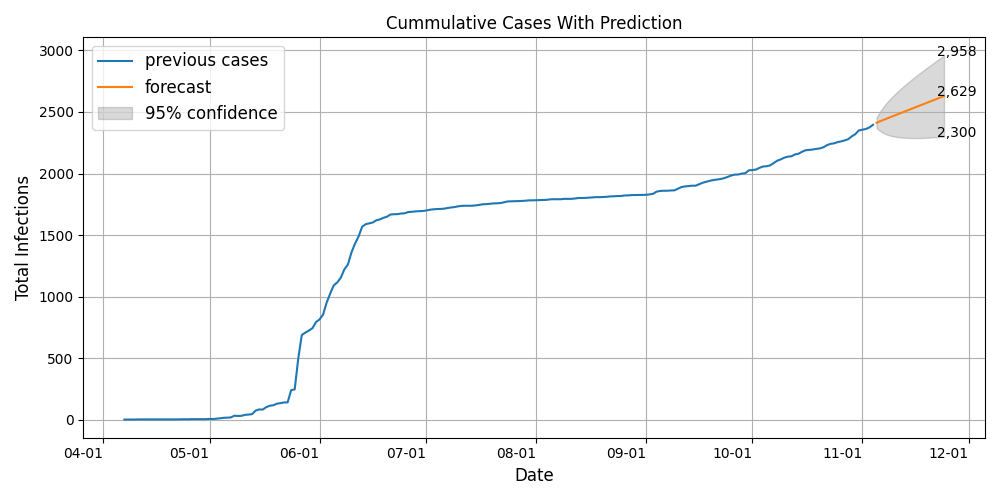 Cummulative Cases With Prediction
previous cases
forecast
95% confidence
2,958
2,629
2,300
3000
2500
2000
1500
1000
500
0
Total Infections
04-01 05-01 06-01 07-01 08-01 09-01 10-01 11-01 12-01
Date